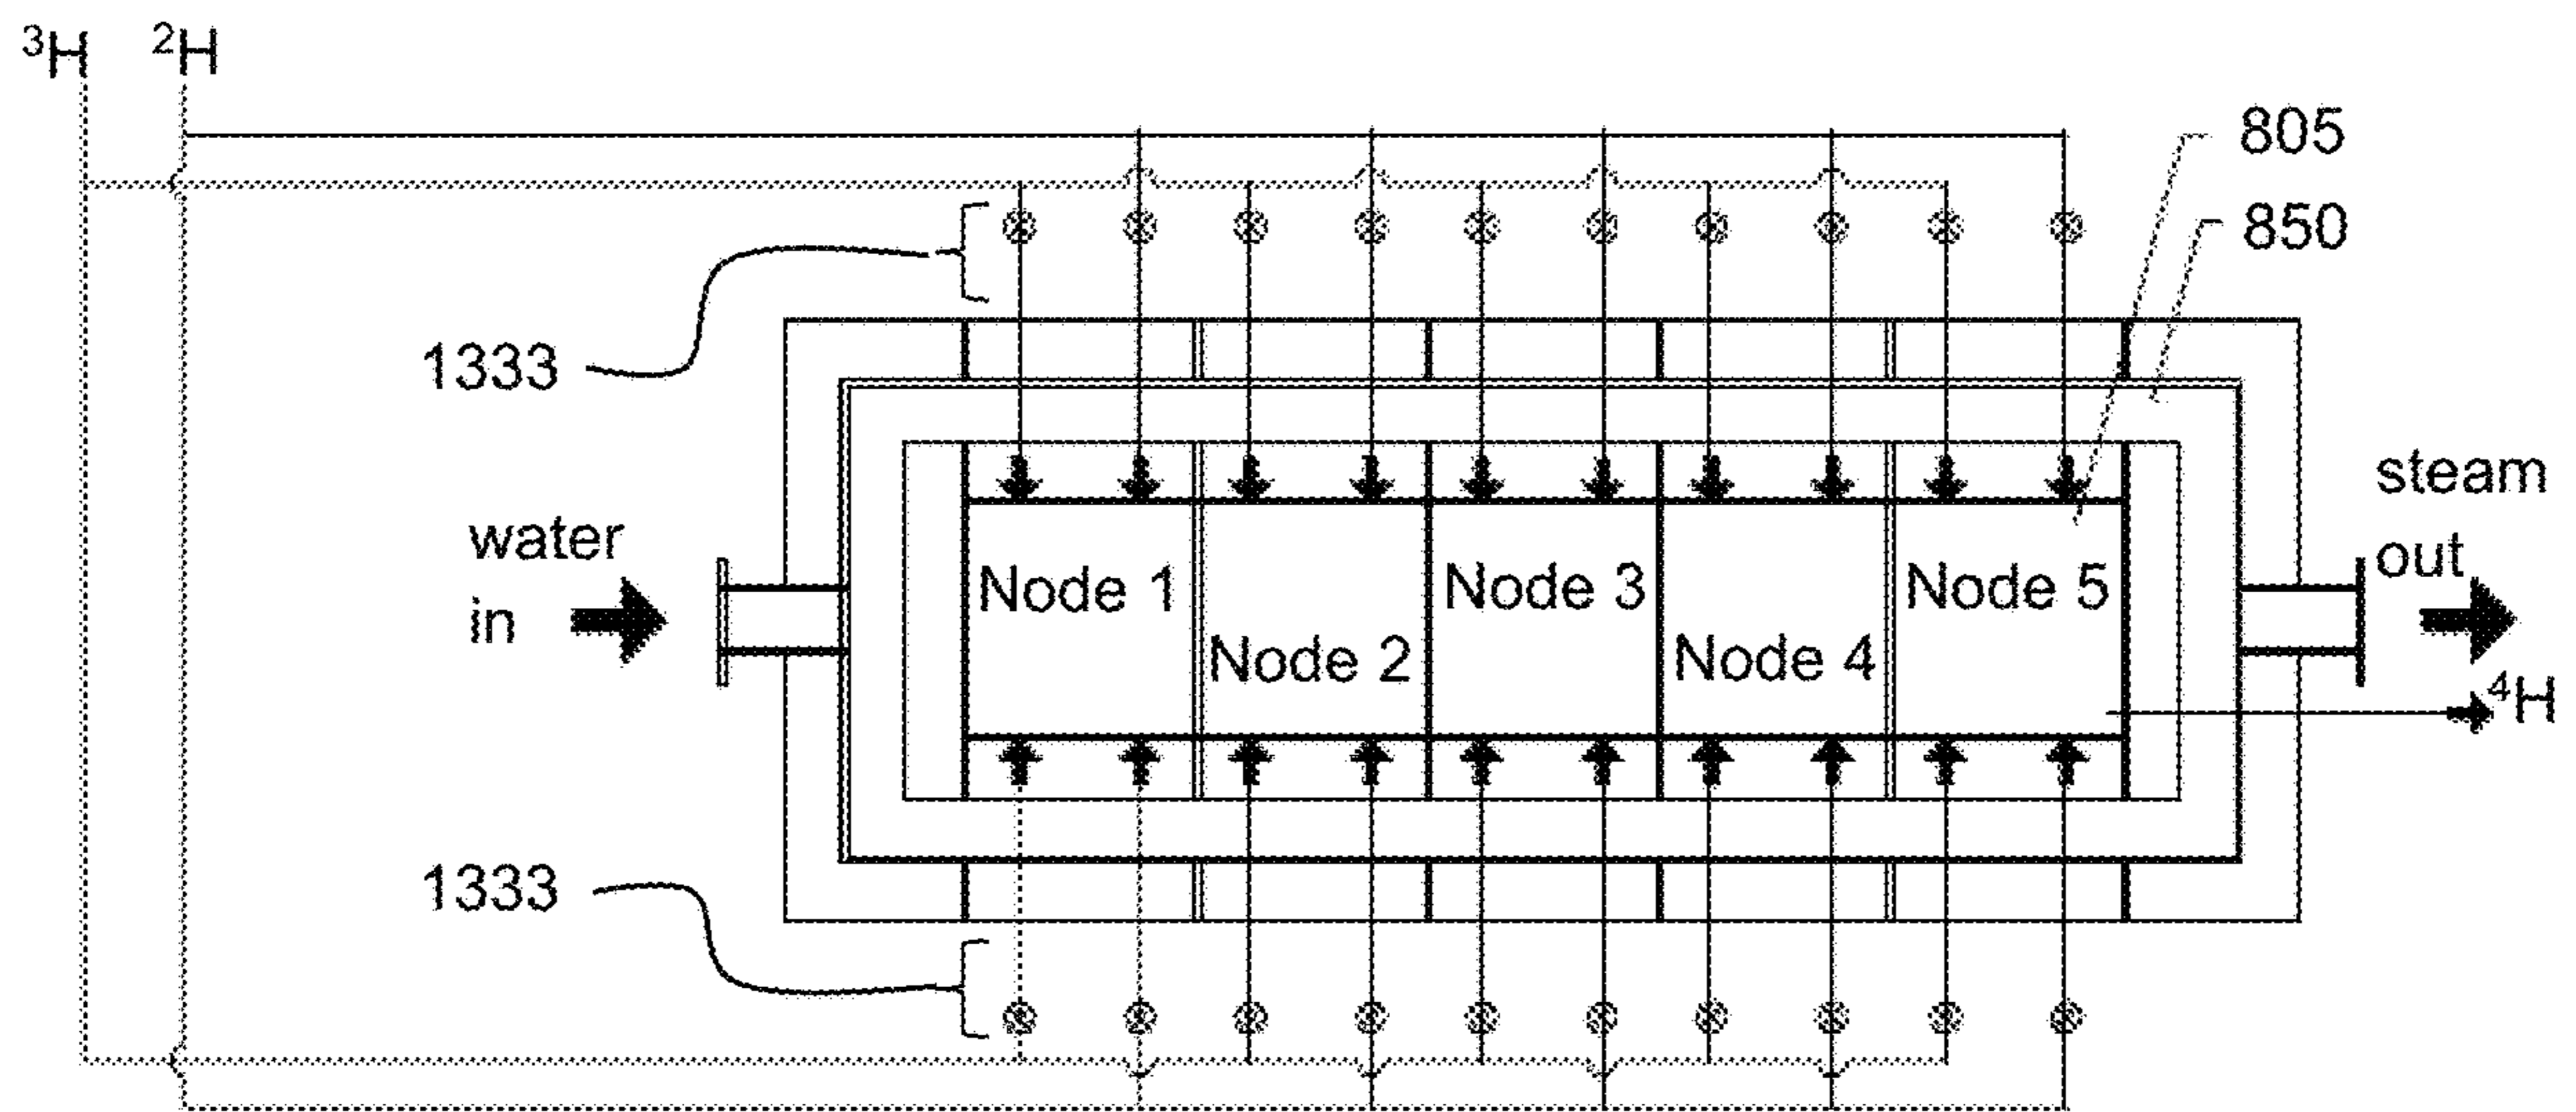 ³H ²H
805
850
1333
steam
out
water
in
Node 1
Node 2
Node 3
Node 4
Node 5
⁴H
1333